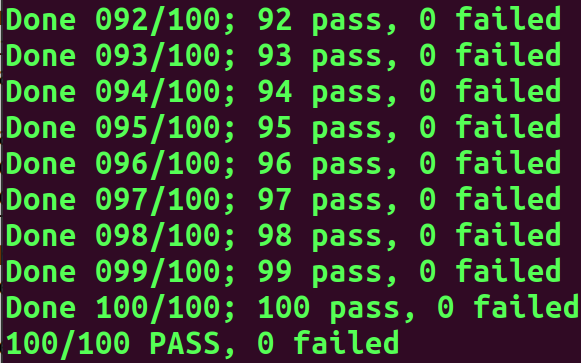 Done 092/100; 92 pass, 0 failed
Done 093/100; 93 pass, 0 failed
Done 094/100; 94 pass, 0 failed
Done 095/100; 95 pass, 0 failed
Done 096/100; 96 pass, 0 failed
Done 097/100; 97 pass, 0 failed
Done 098/100; 98 pass, 0 failed
Done 099/100; 99 pass, 0 failed
Done 100/100; 100 pass, 0 failed
100/100 PASS, 0 failed